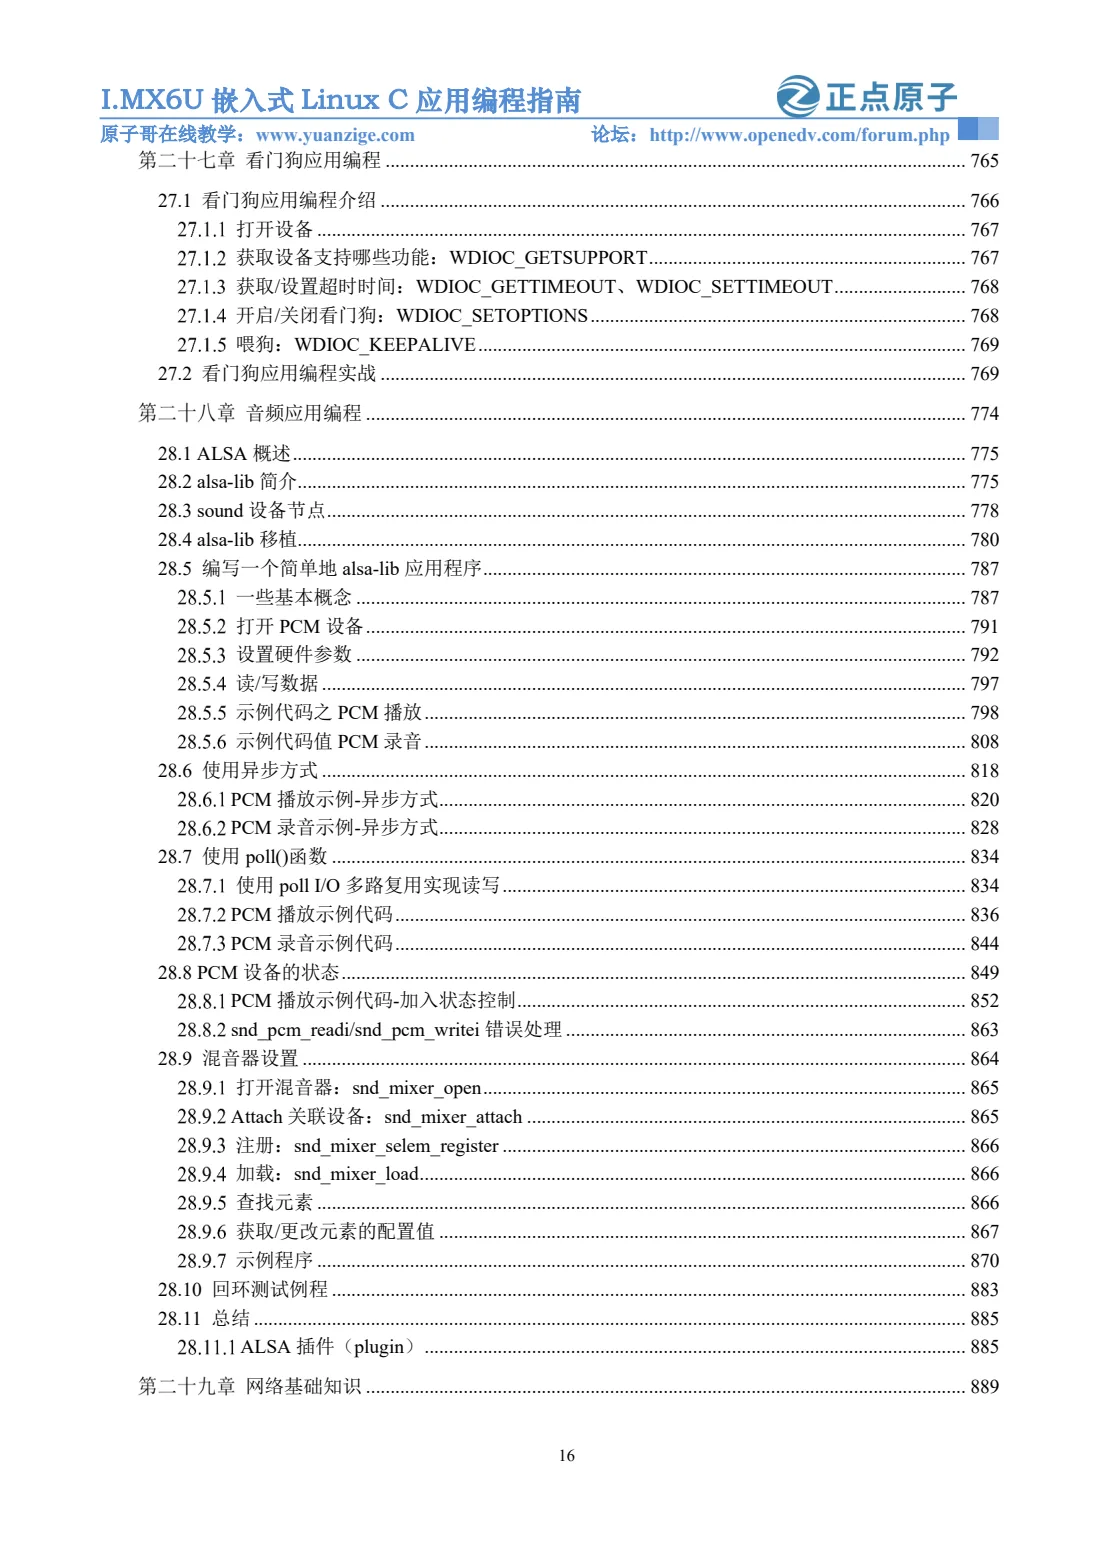 I.MX6U 嵌入式 Linux C 应用编程指南
正点原子
原子哥在线教学：www.yuanzige.com 论坛：http://www.openedv.com/forum.php
第二十七章 看门狗应用编程 765
27.1 看门狗应用编程介绍 766
27.1.1 打开设备 767
27.1.2 获取设备支持哪些功能：WDIOC_GETSUPPORT 767
27.1.3 获取/设置超时时间：WDIOC_GETTIMEOUT、WDIOC_SETTIMEOUT 768
27.1.4 开启/关闭看门狗：WDIOC_SETOPTIONS 768
27.1.5 喂狗：WDIOC_KEEPALIVE 769
27.2 看门狗应用编程实战 769
第二十八章 音频应用编程 774
28.1 ALSA 概述 775
28.2 alsa-lib 简介 775
28.3 sound 设备节点 778
28.4 alsa-lib 移植 780
28.5 编写一个简单地 alsa-lib 应用程序 787
28.5.1 一些基本概念 787
28.5.2 打开 PCM 设备 791
28.5.3 设置硬件参数 792
28.5.4 读/写数据 797
28.5.5 示例代码之 PCM 播放 798
28.5.6 示例代码值 PCM 录音 808
28.6 使用异步方式 818
28.6.1 PCM 播放示例-异步方式 820
28.6.2 PCM 录音示例-异步方式 828
28.7 使用 poll()函数 834
28.7.1 使用 poll I/O 多路复用实现读写 834
28.7.2 PCM 播放示例代码 836
28.7.3 PCM 录音示例代码 844
28.8 PCM 设备的状态 849
28.8.1 PCM 播放示例代码-加入状态控制 852
28.8.2 snd_pcm_readi/snd_pcm_writei 错误处理 863
28.9 混音器设置 864
28.9.1 打开混音器：snd_mixer_open 865
28.9.2 Attach 关联设备：snd_mixer_attach 865
28.9.3 注册：snd_mixer_selem_register 866
28.9.4 加载：snd_mixer_load 866
28.9.5 查找元素 866
28.9.6 获取/更改元素的配置值 867
28.9.7 示例程序 870
28.10 回环测试例程 883
28.11 总结 885
28.11.1 ALSA 插件（plugin） 885
第二十九章 网络基础知识 889
16